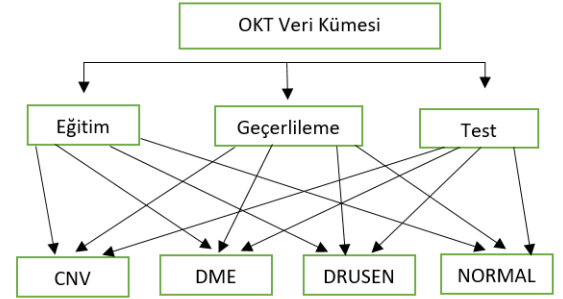 OKT Veri Kümesi
Eğitim
Geçerlileme
Test
CNV
DME
DRUSEN
NORMAL